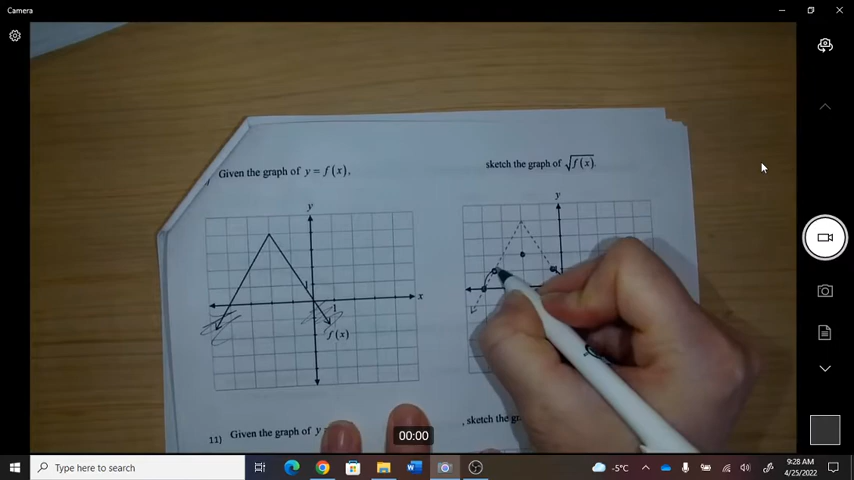 Camera
Given the graph of y = f(x),
sketch the graph of √f(x).
y
y
1
x
1
f(x)
11) Given the graph of y
, sketch the g
00:00
Type here to search
-5°C
9:28 AM
4/25/2022